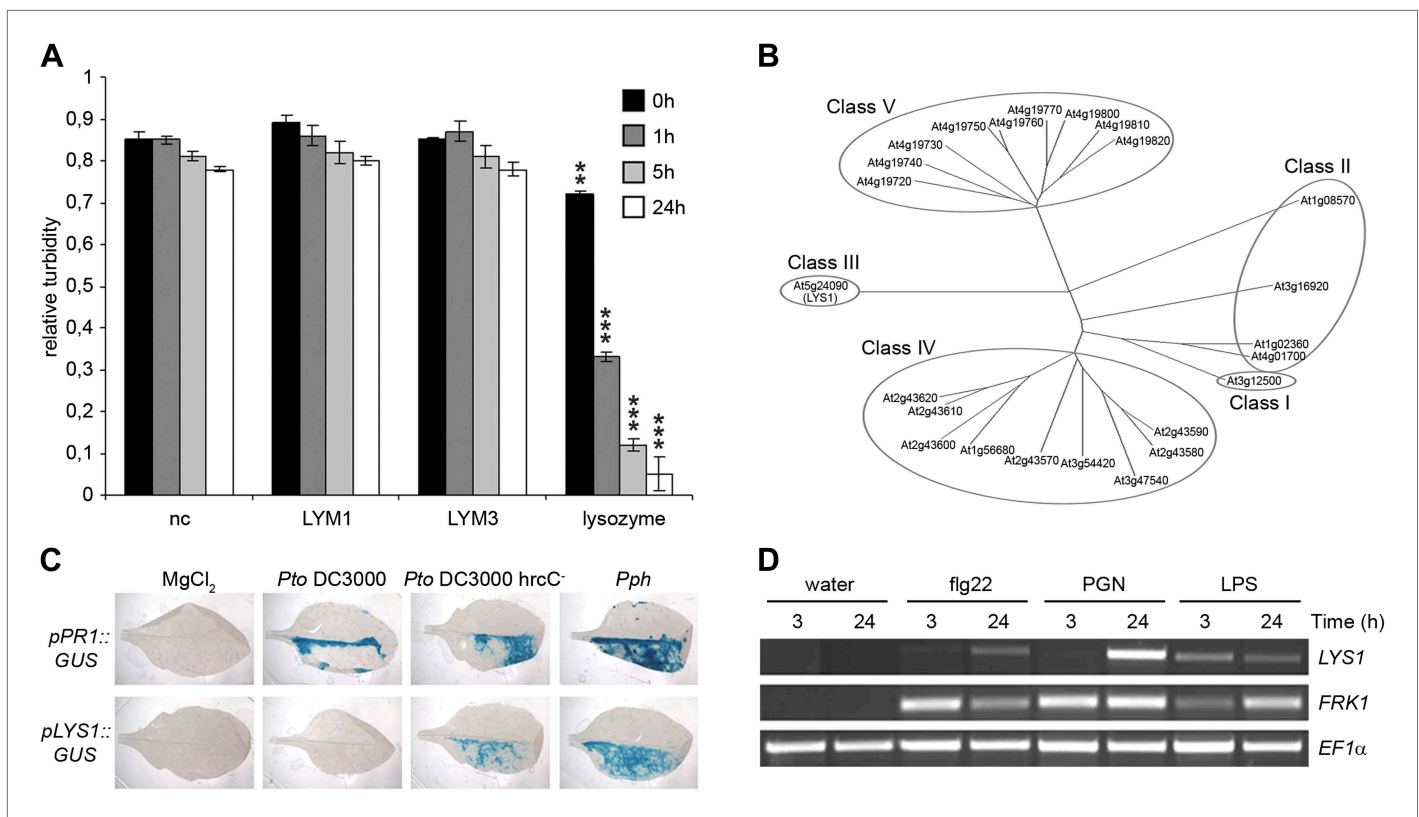 A
1
0,9
0,8
0,7
0,6
0,5
0,4
0,3
0,2
0,1
0
relative turbidity
0h
1h
5h
24h
**
***
***
***
nc
LYM1
LYM3
lysozyme
B
Class V
At4g19770
At4g19800
At4g19750
At4g19760
At4g19810
At4g19730
At4g19820
At4g19740
At4g19720
Class II
At1g08570
At3g16920
At1g02360
At4g01700
Class III
At5g24090
(LYS1)
At3g12500
Class I
Class IV
At2g43620
At2g43610
At2g43600
At1g56680
At2g43570
At3g54420
At3g47540
At2g43580
At2g43590
C
MgCl₂
Pto DC3000
Pto DC3000 hrcC⁻
Pph
pPR1::
GUS
pLYS1::
GUS
D
water
flg22
PGN
LPS
3 24 3 24 3 24 3 24 Time (h)
LYS1
FRK1
EF1α